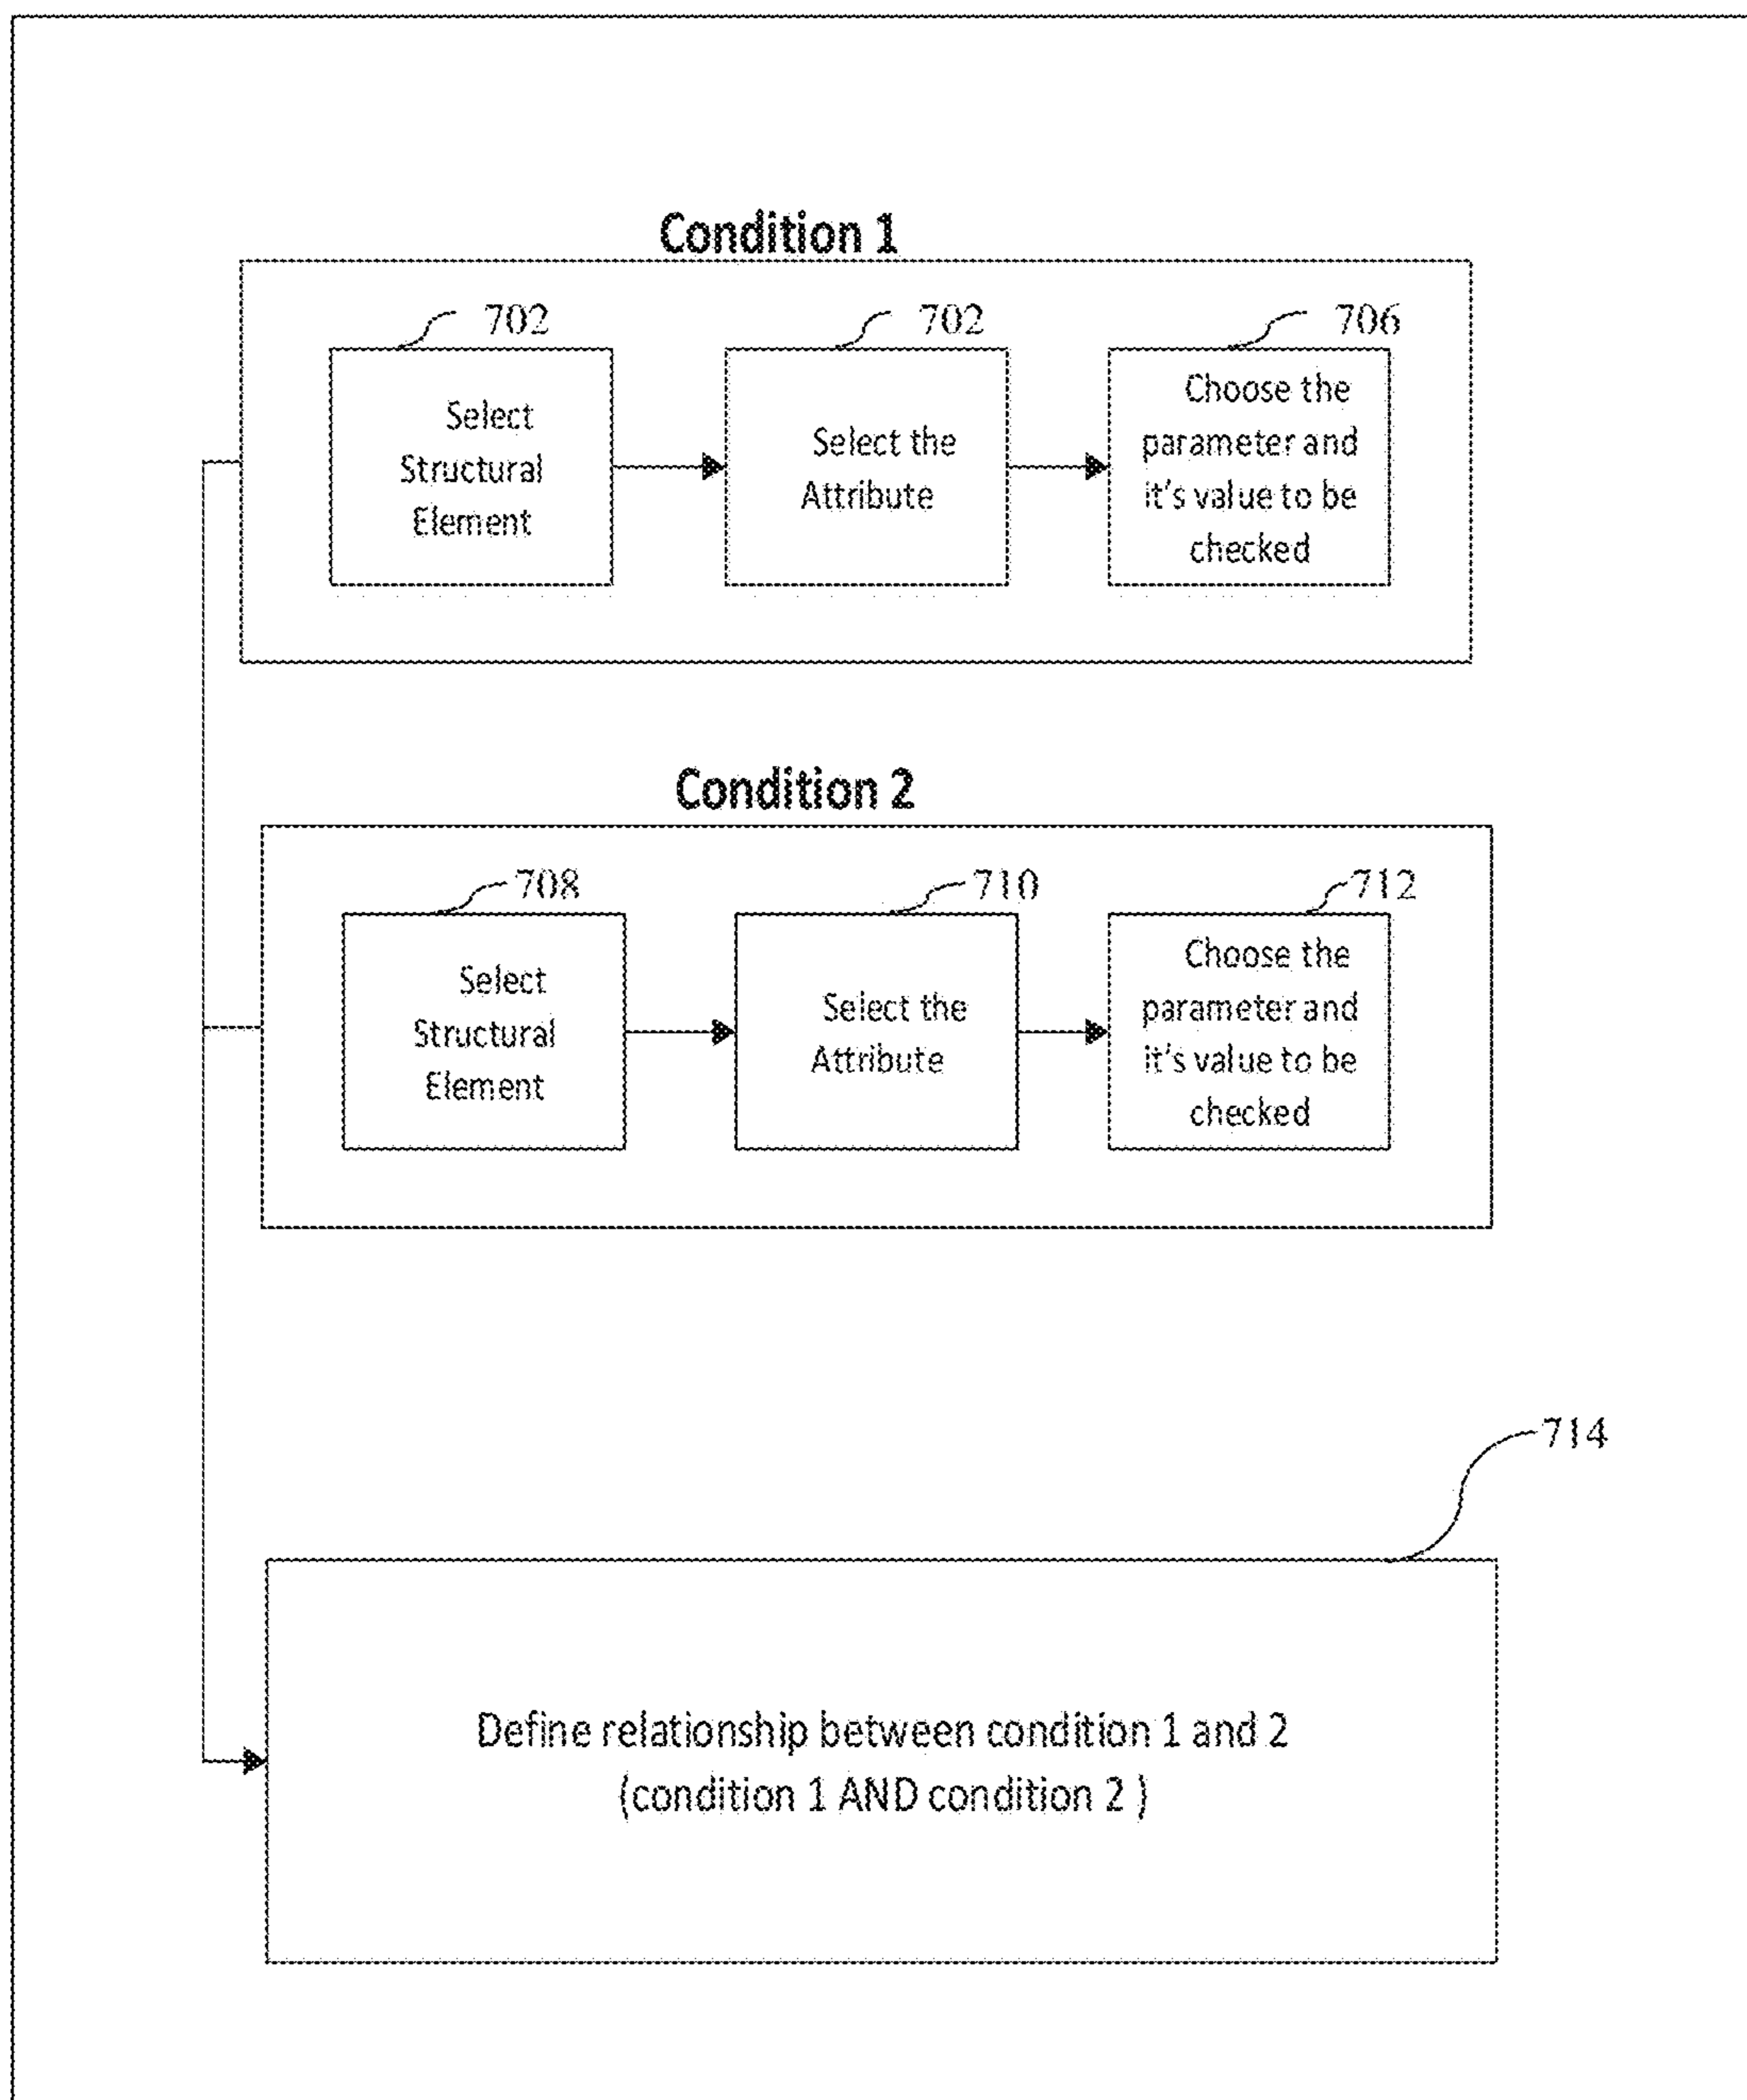 Condition 1
702
702
706
Select
Structural
Element
Select the
Attribute
Choose the
parameter and
it's value to be
checked
Condition 2
708
710
712
Select
Structural
Element
Select the
Attribute
Choose the
parameter and
it's value to be
checked
714
Define relationship between condition 1 and 2
(condition 1 AND condition 2 )